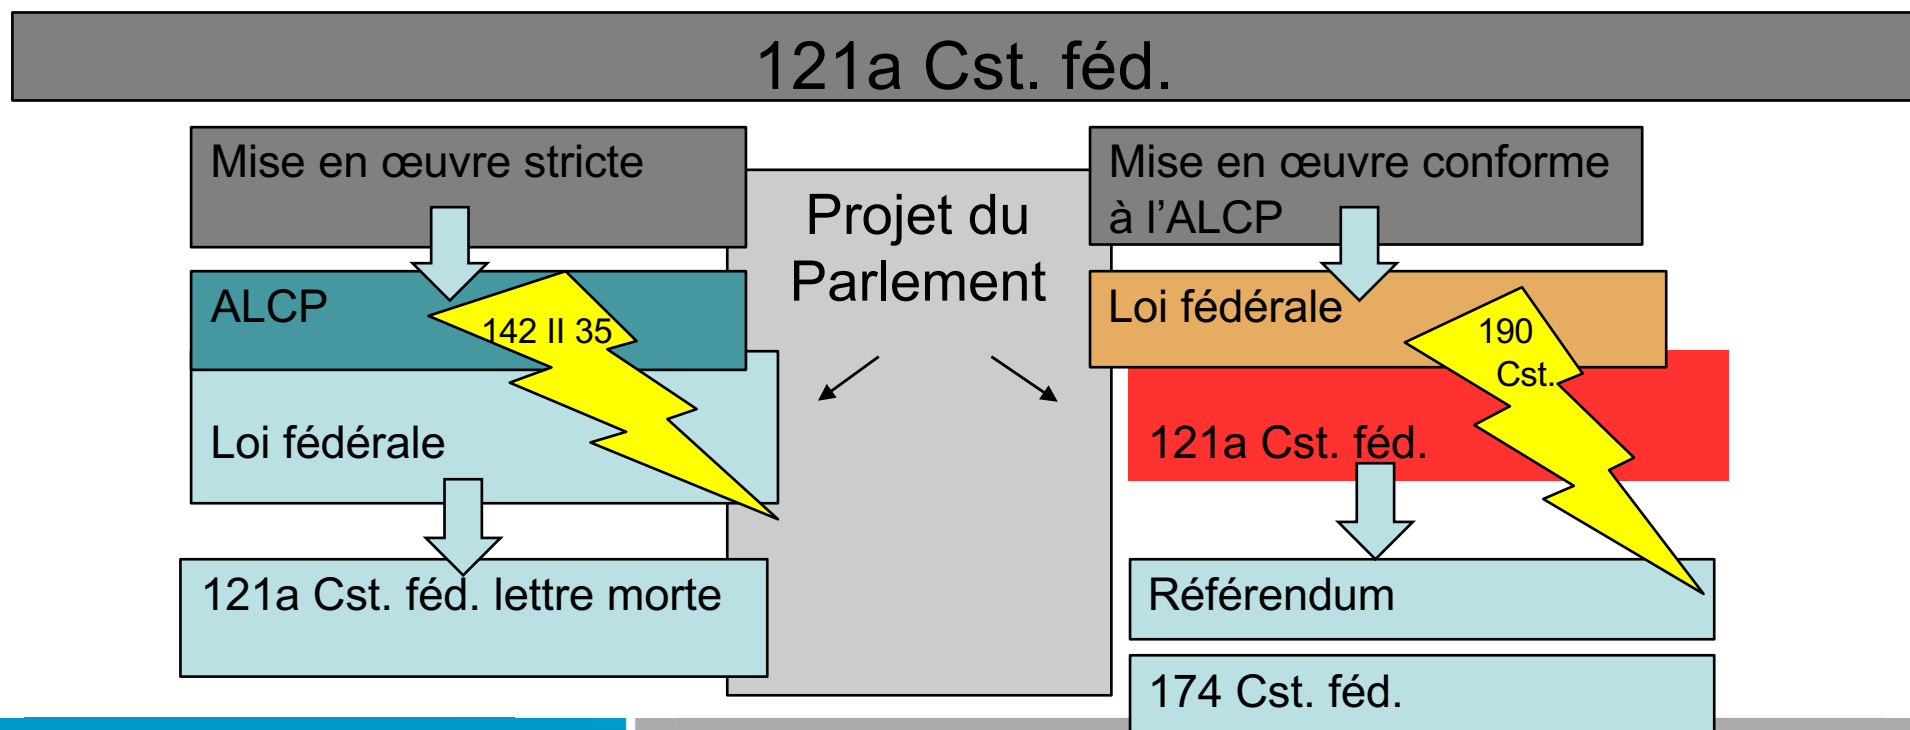 121a Cst. féd.
Mise en œuvre stricte
ALCP
142 II 35
Loi fédérale
121a Cst. féd. lettre morte
Projet du
Parlement
Mise en œuvre conforme
à l’ALCP
Loi fédérale
190
Cst.
121a Cst. féd.
Référendum
174 Cst. féd.